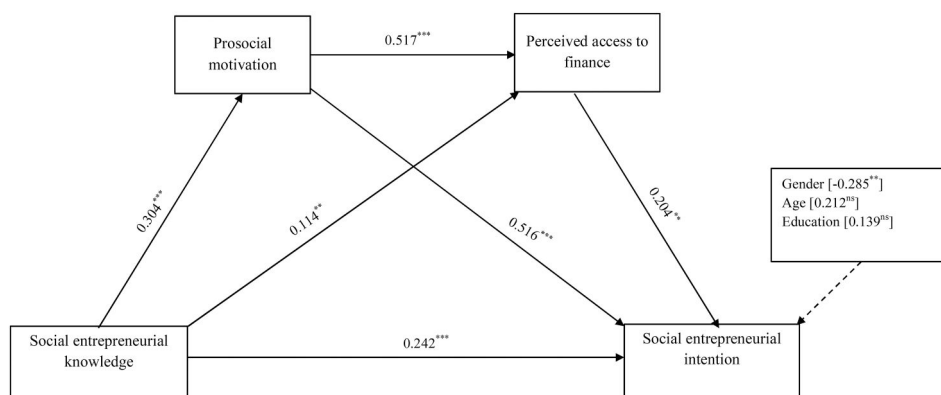 Prosocial
motivation
0.517***
Perceived access to
finance
0.304***
0.114**
0.516***
0.204**
Gender [-0.285**]
Age [0.212ns]
Education [0.139ns]
Social entrepreneurial
knowledge
0.242***
Social entrepreneurial
intention